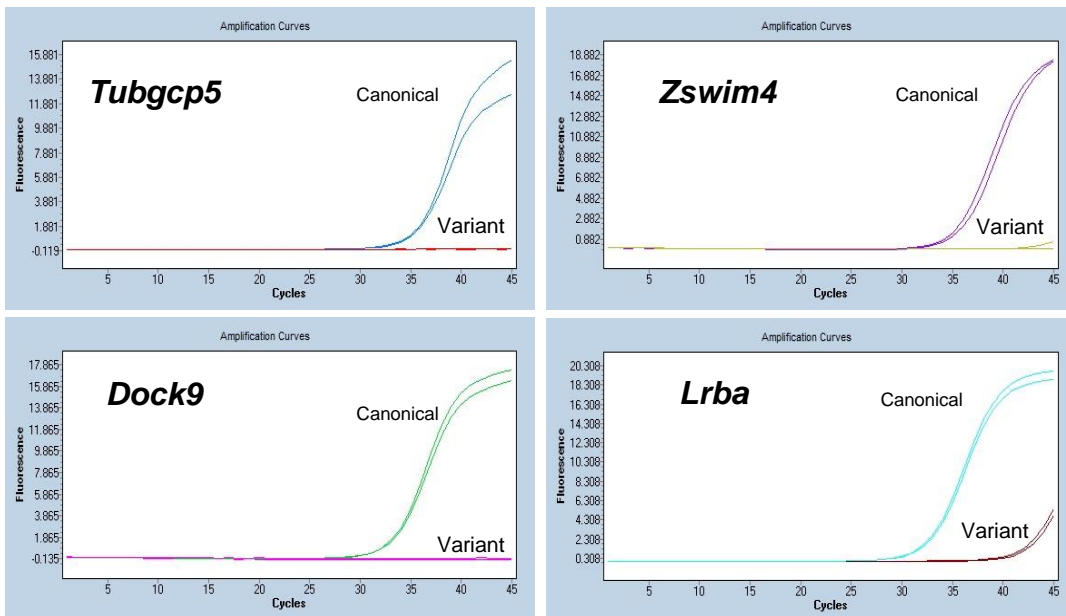 Amplification Curves
15.881
13.881
11.881
9.881
7.881
5.881
3.881
1.881
-0.119
Fluorescence
Tubgcp5
Canonical
Variant
5 10 15 20 25 30 35 40 45
Cycles
Amplification Curves
18.882
16.882
14.882
12.882
10.882
8.882
6.882
4.882
2.882
0.882
Fluorescence
Zswim4
Canonical
Variant
5 10 15 20 25 30 35 40 45
Cycles
Amplification Curves
17.865
15.865
13.865
11.865
9.865
7.865
5.865
3.865
1.865
-0.135
Fluorescence
Dock9
Canonical
Variant
5 10 15 20 25 30 35 40 45
Cycles
Amplification Curves
20.308
18.308
16.308
14.308
12.308
10.308
8.308
6.308
4.308
2.308
0.308
Fluorescence
Lrba
Canonical
Variant
5 10 15 20 25 30 35 40 45
Cycles